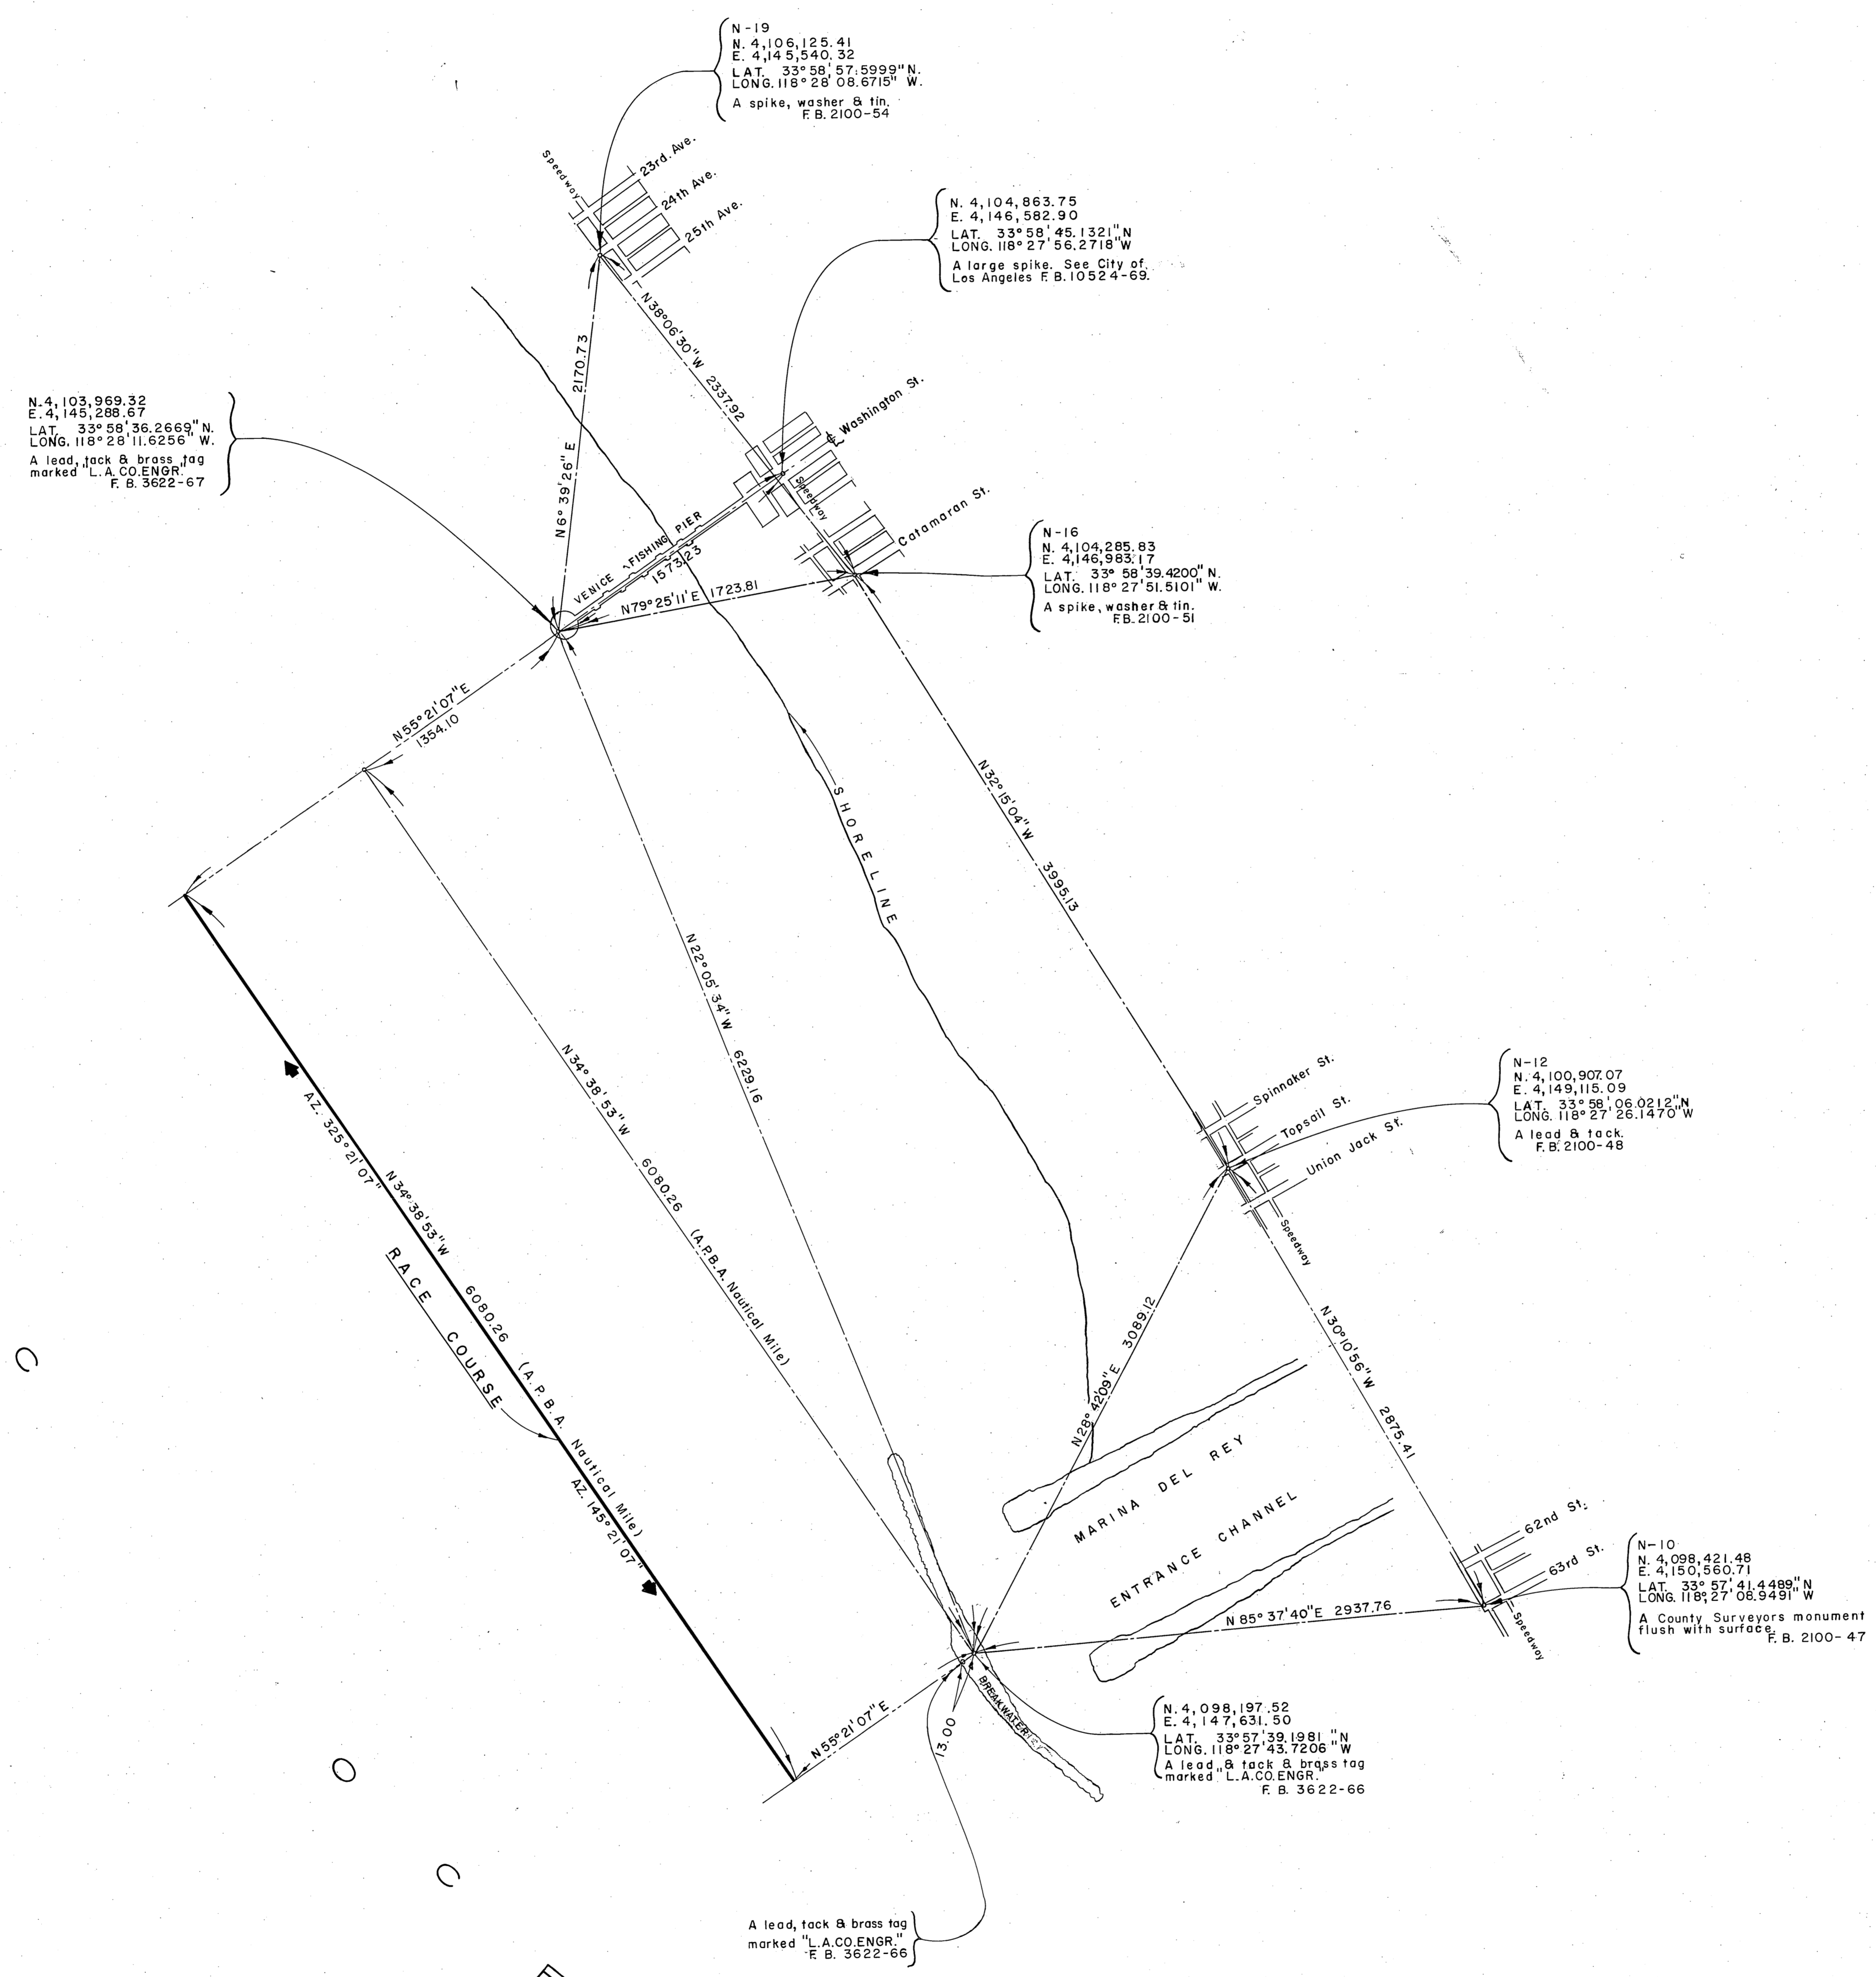 N-19
N. 4,106,125.41
E. 4,145,540.32
LAT. 33° 58' 57.5999" N.
LONG. 118° 28' 08.6715" W.
A spike, washer & tin.
F. B. 2100-54
Speedway
23rd. Ave.
24th Ave.
25th Ave.
N. 4,104,863.75
E. 4,146,582.90
LAT. 33° 58' 45.1321" N
LONG. 118° 27' 56.2718" W
A large spike. See City of
Los Angeles F. B. 10524-69.
N38°06'30"W 2337.92
2170.73
N6° 39'26" E
N. 4,103,969.32
E. 4,145,288.67
LAT. 33° 58' 36.2669" N.
LONG. 118° 28' 11.6256" W.
A lead, tack & brass tag
marked "L. A. CO. ENGR."
F. B. 3622-67
Washington St.
Speedway
Catamaran St.
VENICE FISHING PIER
1573.23
N79°25'11"E 1723.81
N-16
N. 4,104,285.83
E. 4,146,983.17
LAT. 33° 58' 39.4200" N.
LONG. 118° 27' 51.5101" W.
A spike, washer & tin.
F.B. 2100-51
N55°21'07"E
1354.10
SHORELINE
N32°15'04"W 3995.13
N22°05'34"W 6229.16
N34°38'53"W 6080.26 (A.P.B.A. Nautical Mile)
N-12
N. 4,100,907.07
E. 4,149,115.09
LAT. 33° 58' 06.0212" N
LONG. 118° 27' 26.1470" W
A lead & tack.
F. B. 2100-48
Spinnaker St.
Topsail St.
Union Jack St.
Speedway
AZ. 325° 21' 07"
N34°38'53"W 6080.26 (A. P. B. A. Nautical Mile)
RACE COURSE
AZ. 145° 21' 07"
N28° 42'09"E 3089.12
N30°10'56"W 2875.41
MARINA DEL REY
ENTRANCE CHANNEL
62nd St.
63rd St.
Speedway
N-10
N. 4,098,421.48
E. 4,150,560.71
LAT. 33° 57' 41.4489" N
LONG. 118° 27' 08.9491" W
A County Surveyors monument
flush with surface.
F. B. 2100-47
N 85° 37'40"E 2937.76
N55°21'07"E
13.00
BREAKWATER
N. 4,098,197.52
E. 4,147,631.50
LAT. 33° 57' 39.1981" N
LONG. 118° 27' 43.7206" W
A lead, & tack & brass tag
marked "L.A.CO.ENGR."
F. B. 3622-66
A lead, tack & brass tag
marked "L.A.CO.ENGR."
F. B. 3622-66